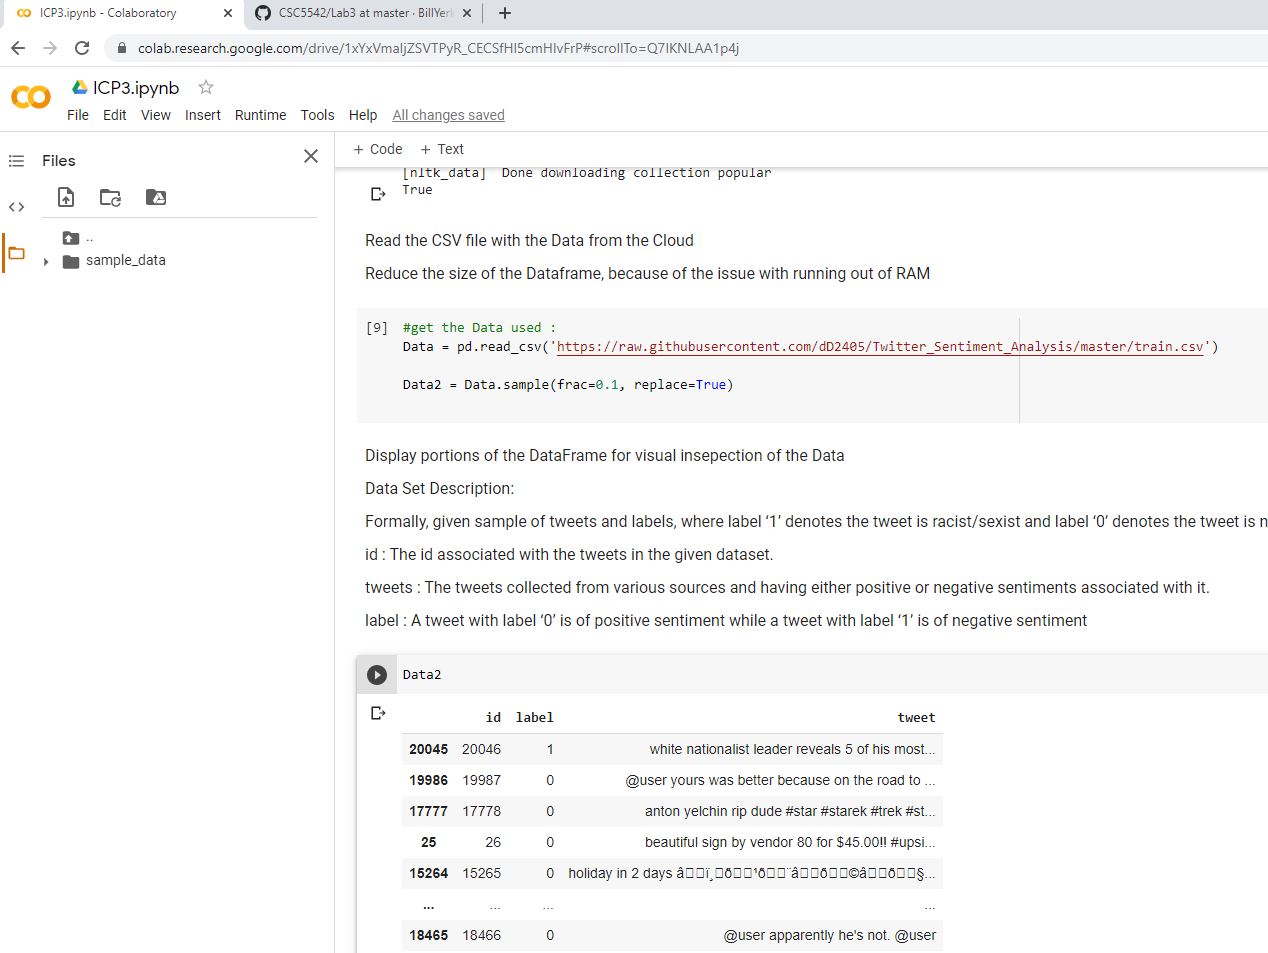 ICP3.ipynb - Colaboratory
CSC5542/Lab3 at master · BillYerk
colab.research.google.com/drive/1xYxVmaljZSVTPyR_CECSfHI5cmHlvFrP#scrollTo=Q7IKNLAA1p4j
ICP3.ipynb
File Edit View Insert Runtime Tools Help All changes saved
Files
+ Code + Text
[nltk_data] Done downloading collection popular
True
..
sample_data
Read the CSV file with the Data from the Cloud
Reduce the size of the Dataframe, because of the issue with running out of RAM
[9] #get the Data used :
Data = pd.read_csv('https://raw.githubusercontent.com/dD2405/Twitter_Sentiment_Analysis/master/train.csv')
Data2 = Data.sample(frac=0.1, replace=True)
Display portions of the DataFrame for visual insepection of the Data
Data Set Description:
Formally, given sample of tweets and labels, where label ‘1’ denotes the tweet is racist/sexist and label ‘0’ denotes the tweet is n
id : The id associated with the tweets in the given dataset.
tweets : The tweets collected from various sources and having either positive or negative sentiments associated with it.
label : A tweet with label ‘0’ is of positive sentiment while a tweet with label ‘1’ is of negative sentiment
Data2
id label tweet
20045 20046 1 white nationalist leader reveals 5 of his most...
19986 19987 0 @user yours was better because on the road to ...
17777 17778 0 anton yelchin rip dude #star #starek #trek #st...
25 26 0 beautiful sign by vendor 80 for $45.00!! #upsi...
15264 15265 0 holiday in 2 days
... ... ... ...
18465 18466 0 @user apparently he's not. @user